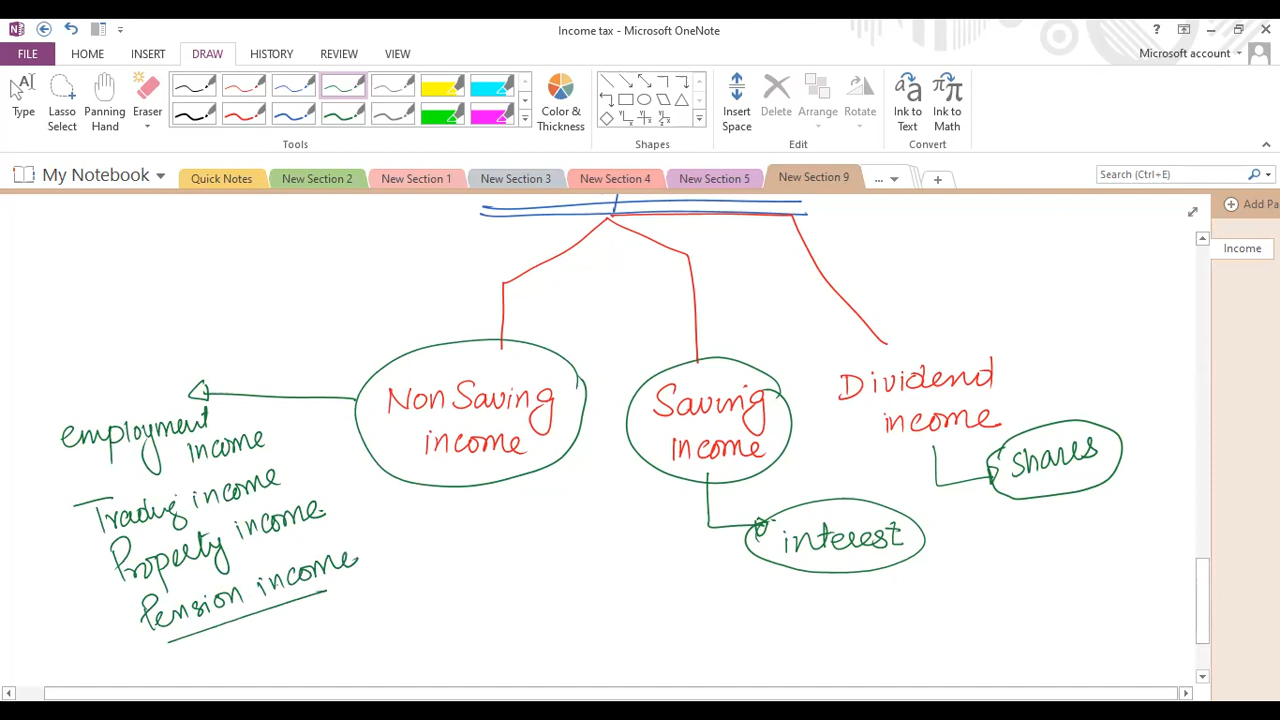 Income tax - Microsoft OneNote
?
FILE HOME INSERT DRAW HISTORY REVIEW VIEW
Microsoft account
Type
Lasso Select
Panning Hand
Eraser
Color & Thickness
Insert Space
Delete
Arrange
Rotate
Ink to Text
Ink to Math
Tools Shapes Edit Convert
My Notebook
Quick Notes New Section 2 New Section 1 New Section 3 New Section 4 New Section 5 New Section 9 ...
Search (Ctrl+E)
Add Pa
Income
Non Saving
income
Saving
Income
Dividend
income
shares
interest
employment
income
Trading income
Property income
Pension income